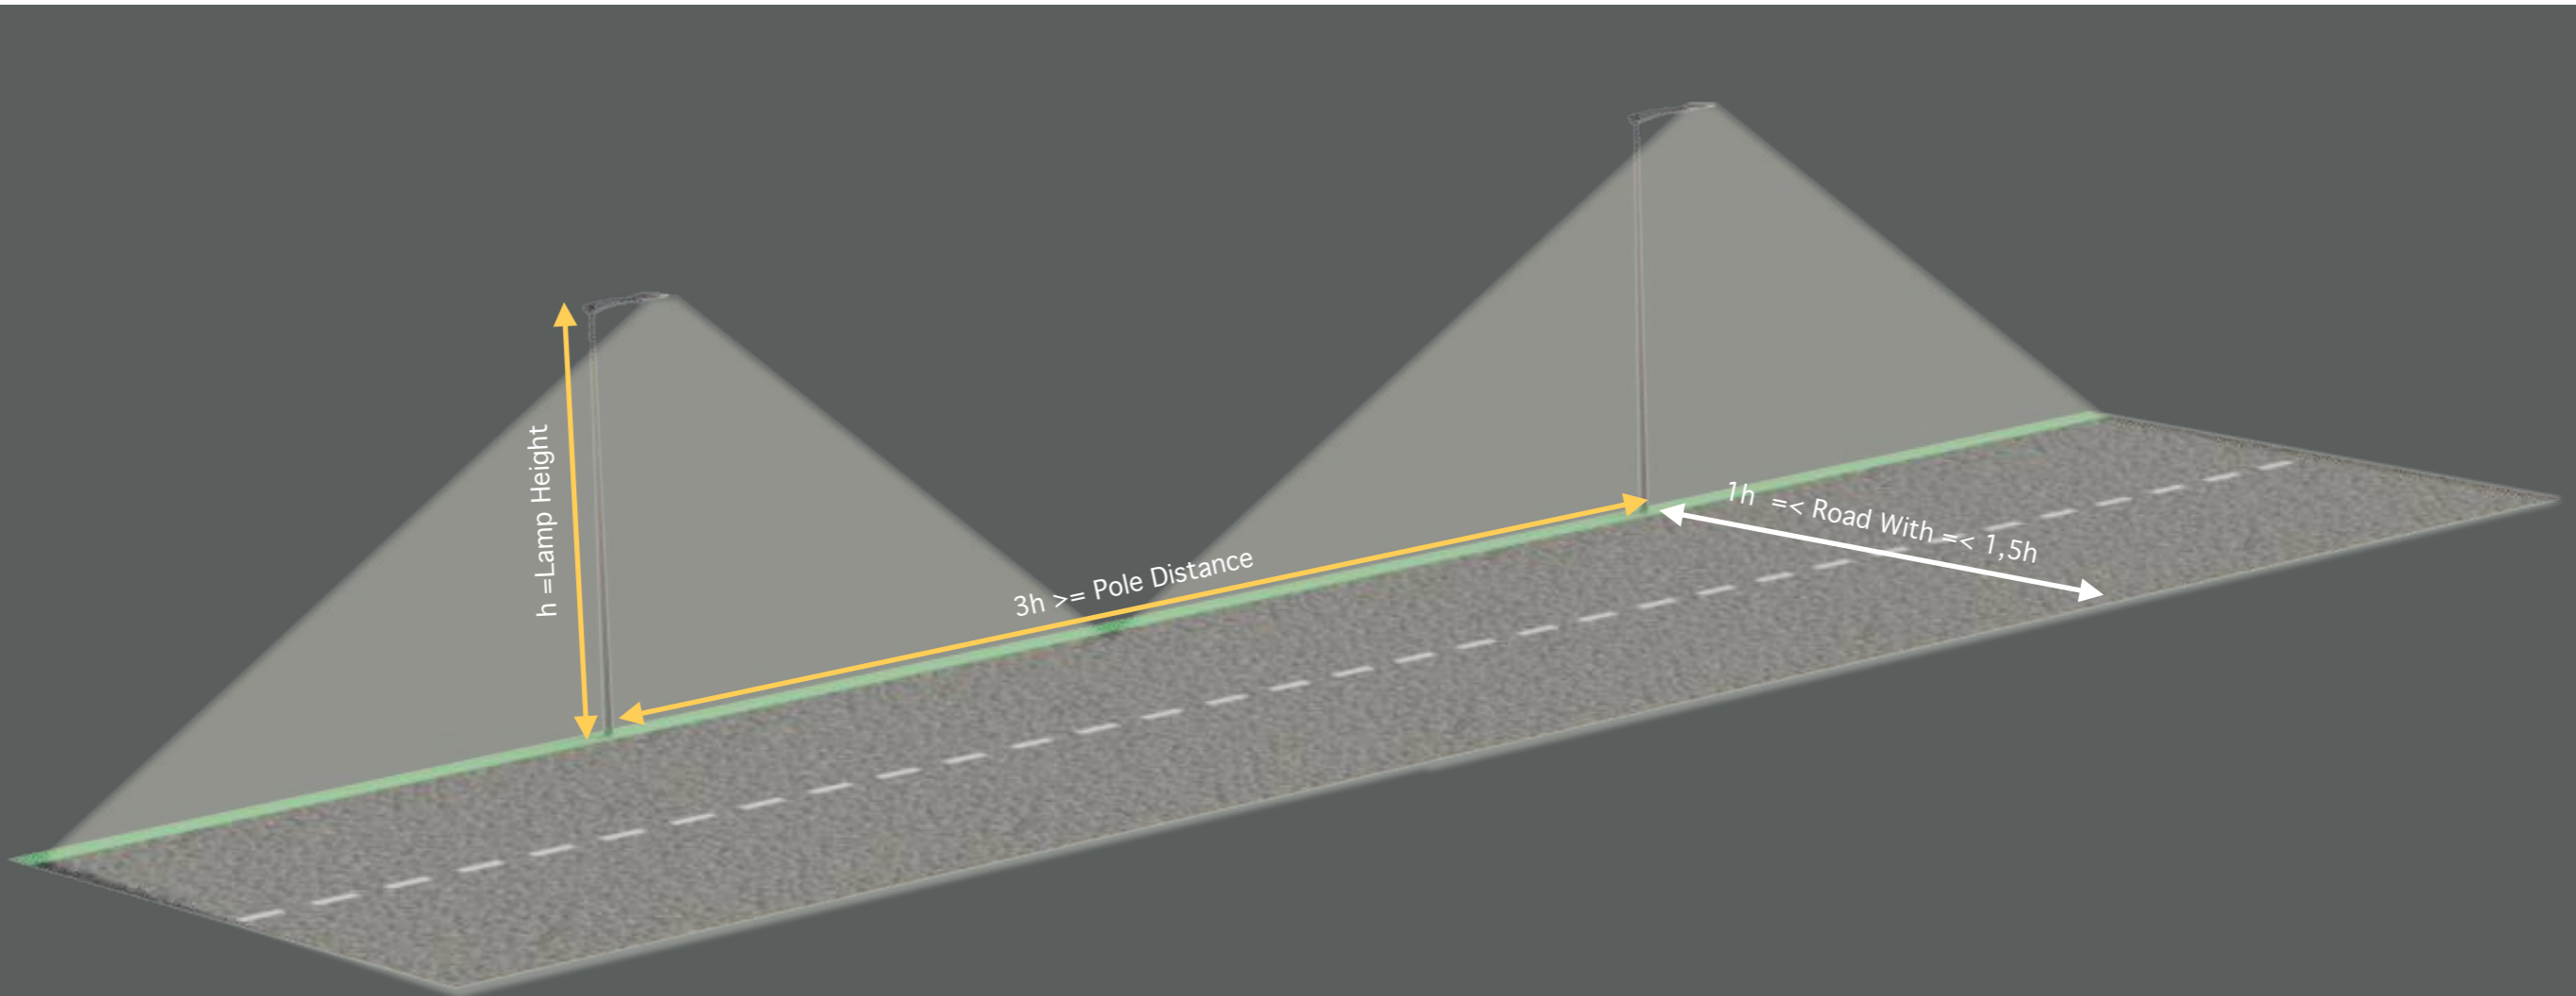 h =Lamp Height
3h >= Pole Distance
1h =< Road With =< 1,5h